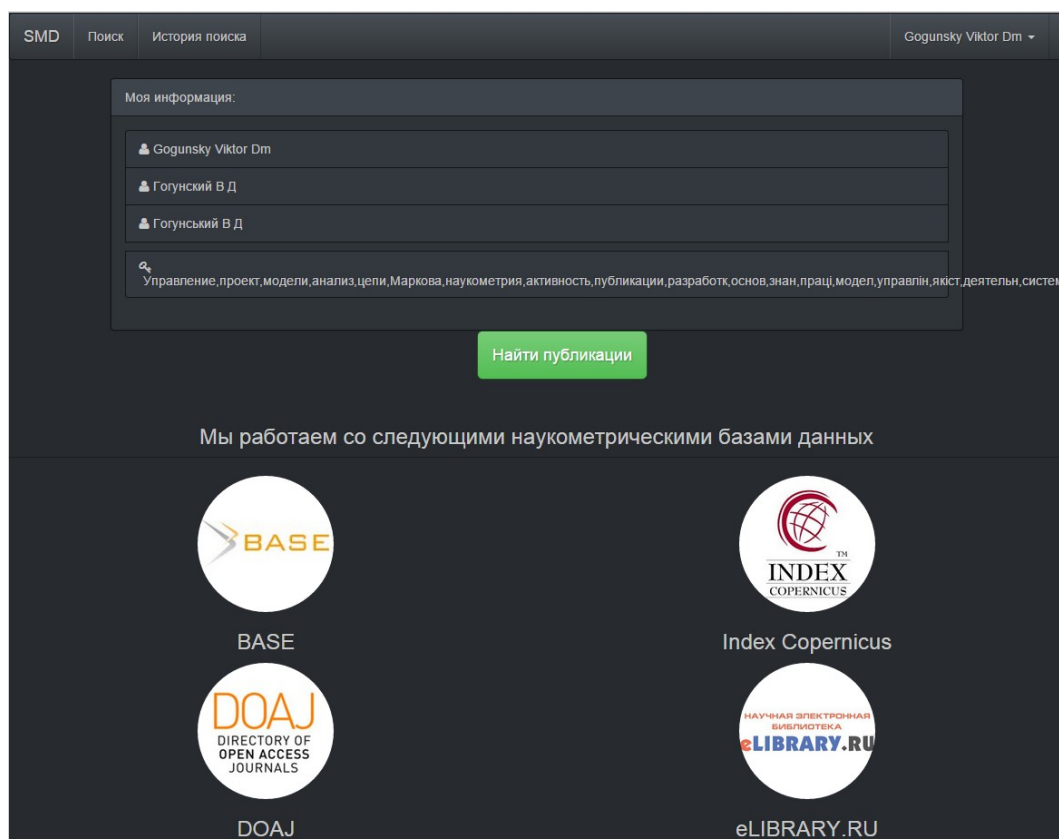 SMD Поиск История поиска Gogunsky Viktor Dm
Моя информация:
Gogunsky Viktor Dm
Гогунский В Д
Гогунський В Д
Управление,проект,модели,анализ,цепи,Маркова,наукометрия,активность,публикации,разработк,основ,знан,праці,модел,управлін,якіст,деятельн,систем
Найти публикации
Мы работаем со следующими наукометрическими базами данных
BASE
TM
INDEX
COPERNICUS
BASE
Index Copernicus
DOAJ
DIRECTORY OF
OPEN ACCESS
JOURNALS
НАУЧНАЯ ЭЛЕКТРОННАЯ
БИБЛИОТЕКА
eLIBRARY.RU
DOAJ
eLIBRARY.RU